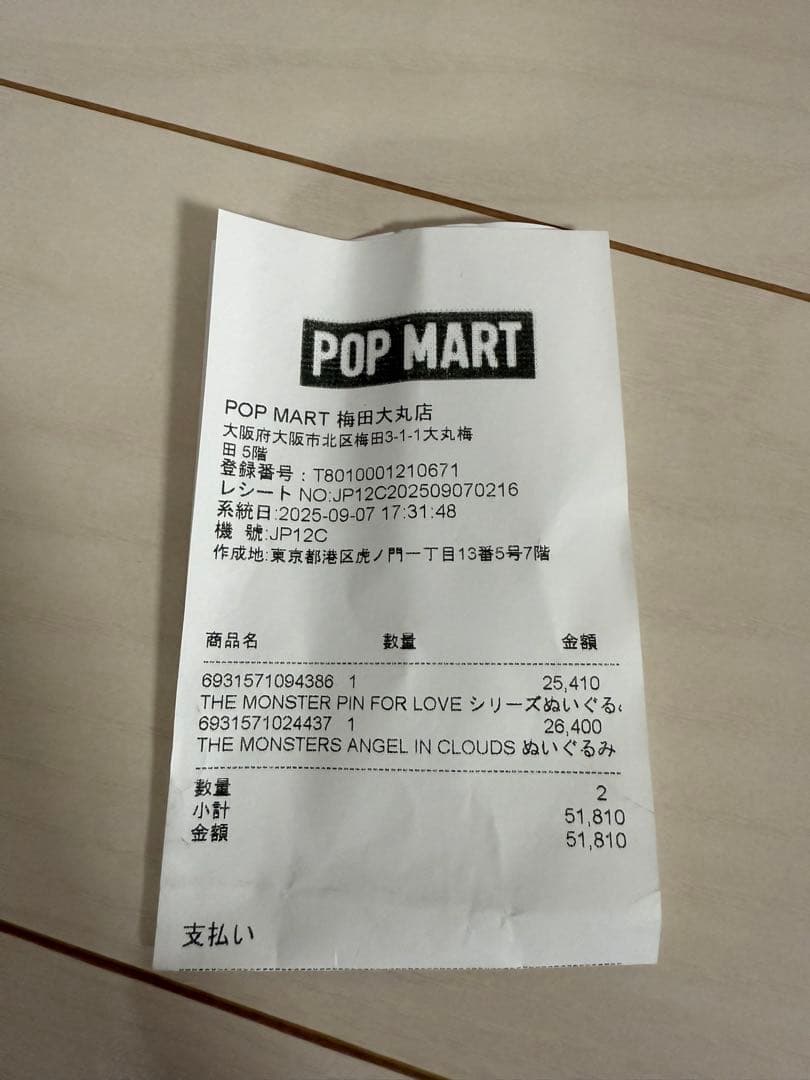 POP MART
POP MART 梅田大丸店
大阪府大阪市北区梅田3-1-1大丸梅
田 5階
登録番号：T8010001210671
レシート NO:JP12C202509070216
系統日:2025-09-07 17:31:48
機 號:JP12C
作成地:東京都港区虎ノ門一丁目13番5号7階
商品名 数量 金額
6931571094386 1 25,410
THE MONSTER PIN FOR LOVE シリーズぬいぐる
6931571024437 1 26,400
THE MONSTERS ANGEL IN CLOUDS ぬいぐるみ
数量 2
小計 51,810
金額 51,810
支払い